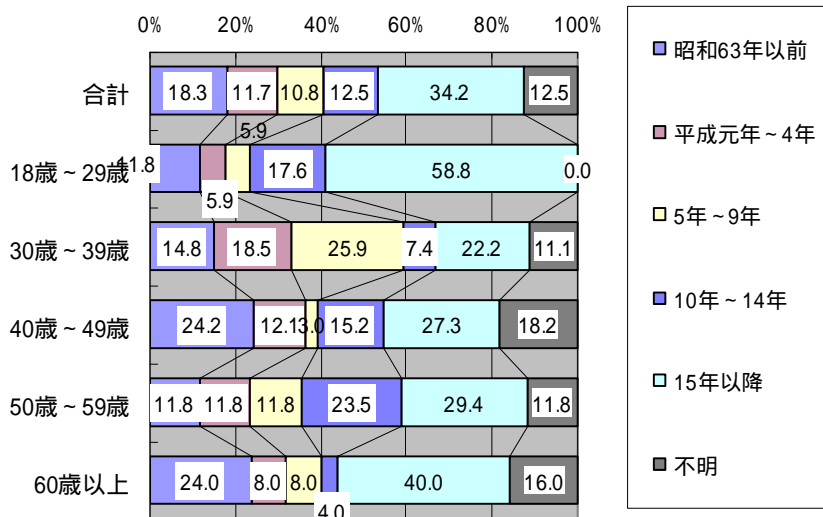 0% 20% 40% 60% 80% 100%
合計 18.3 11.7 10.8 12.5 34.2 12.5
5.9
18歳～29歳 11.8 17.6 58.8 0.0
5.9
30歳～39歳 14.8 18.5 25.9 7.4 22.2 11.1
40歳～49歳 24.2 12.1 3.0 15.2 27.3 18.2
50歳～59歳 11.8 11.8 11.8 23.5 29.4 11.8
60歳以上 24.0 8.0 8.0 40.0 16.0
4.0
昭和63年以前
平成元年～4年
5年～9年
10年～14年
15年以降
不明